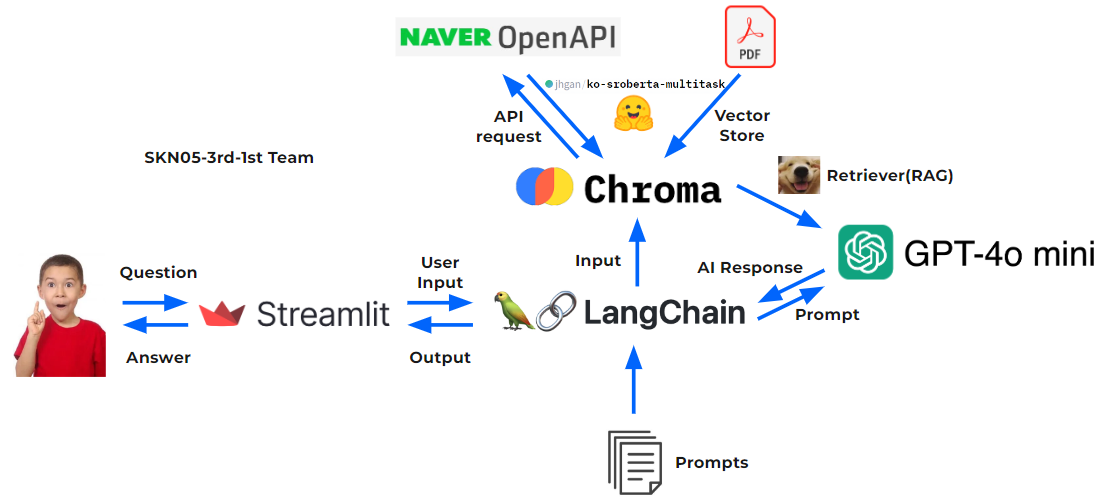 NAVER OpenAPI
PDF
jhgan/ko-sroberta-multitask
API
request
Vector
Store
SKN05-3rd-1st Team
Chroma
Retriever(RAG)
GPT-4o mini
Question
User
Input
Input
AI Response
Streamlit
LangChain
Prompt
Answer
Output
Prompts